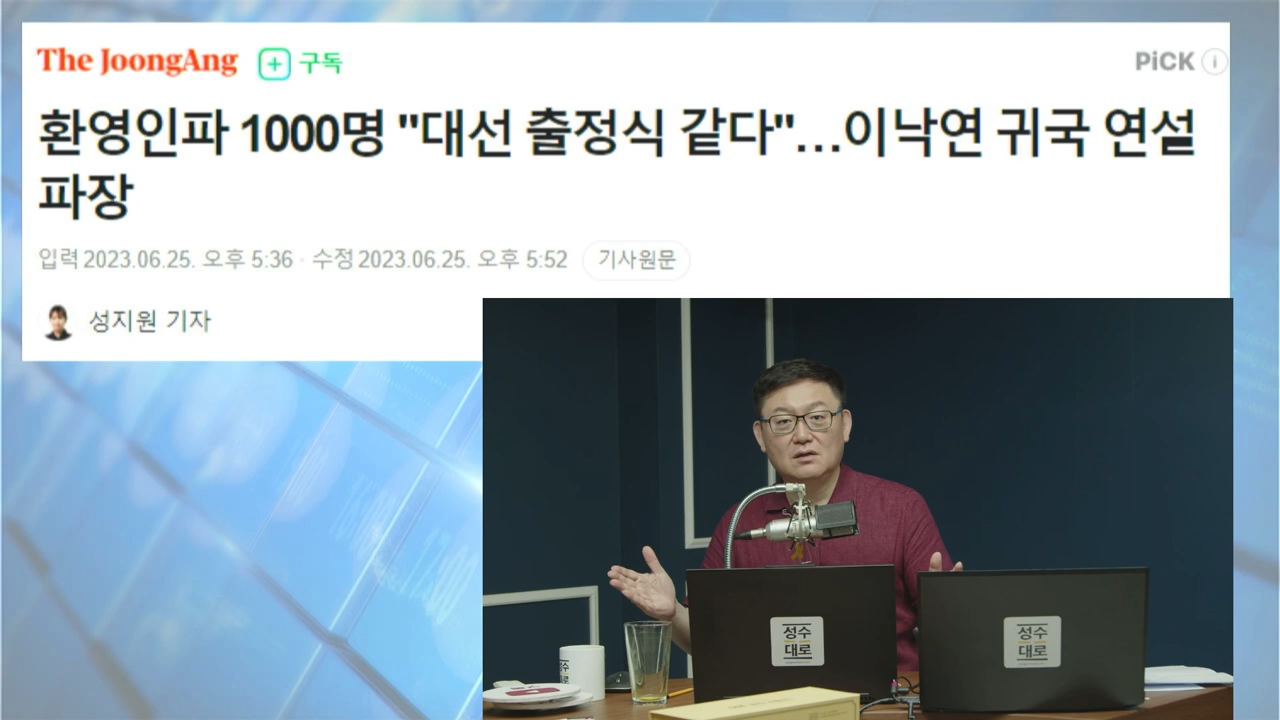 The JoongAng + 구독 PiCK i
환영인파 1000명 "대선 출정식 같다"…이낙연 귀국 연설
파장
입력 2023.06.25. 오후 5:36 · 수정 2023.06.25. 오후 5:52 기사원문
성지원 기자
성수
대로
성수
대로
수
대로